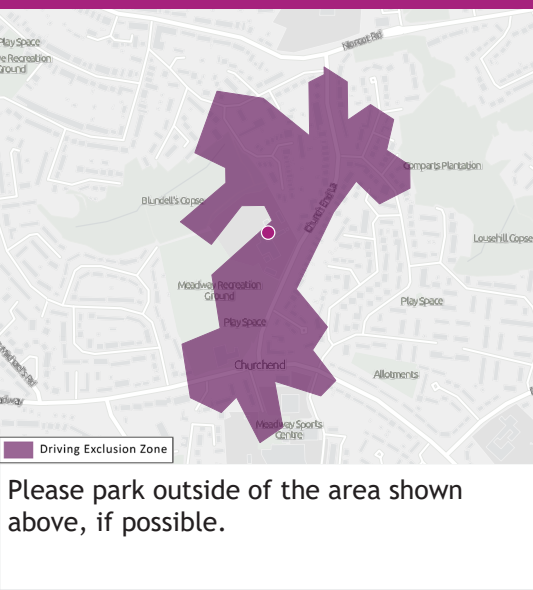 Norcot Rd
Play Space
e Recreation
Ground
Comparts Plantation
Blundell's Copse
Church End La
Lousehill Copse
Meadway Recreation
Ground
Play Space
Play Space
Churchend
Allotments
Meadway Sports
Centre
Driving Exclusion Zone
Please park outside of the area shown
above, if possible.